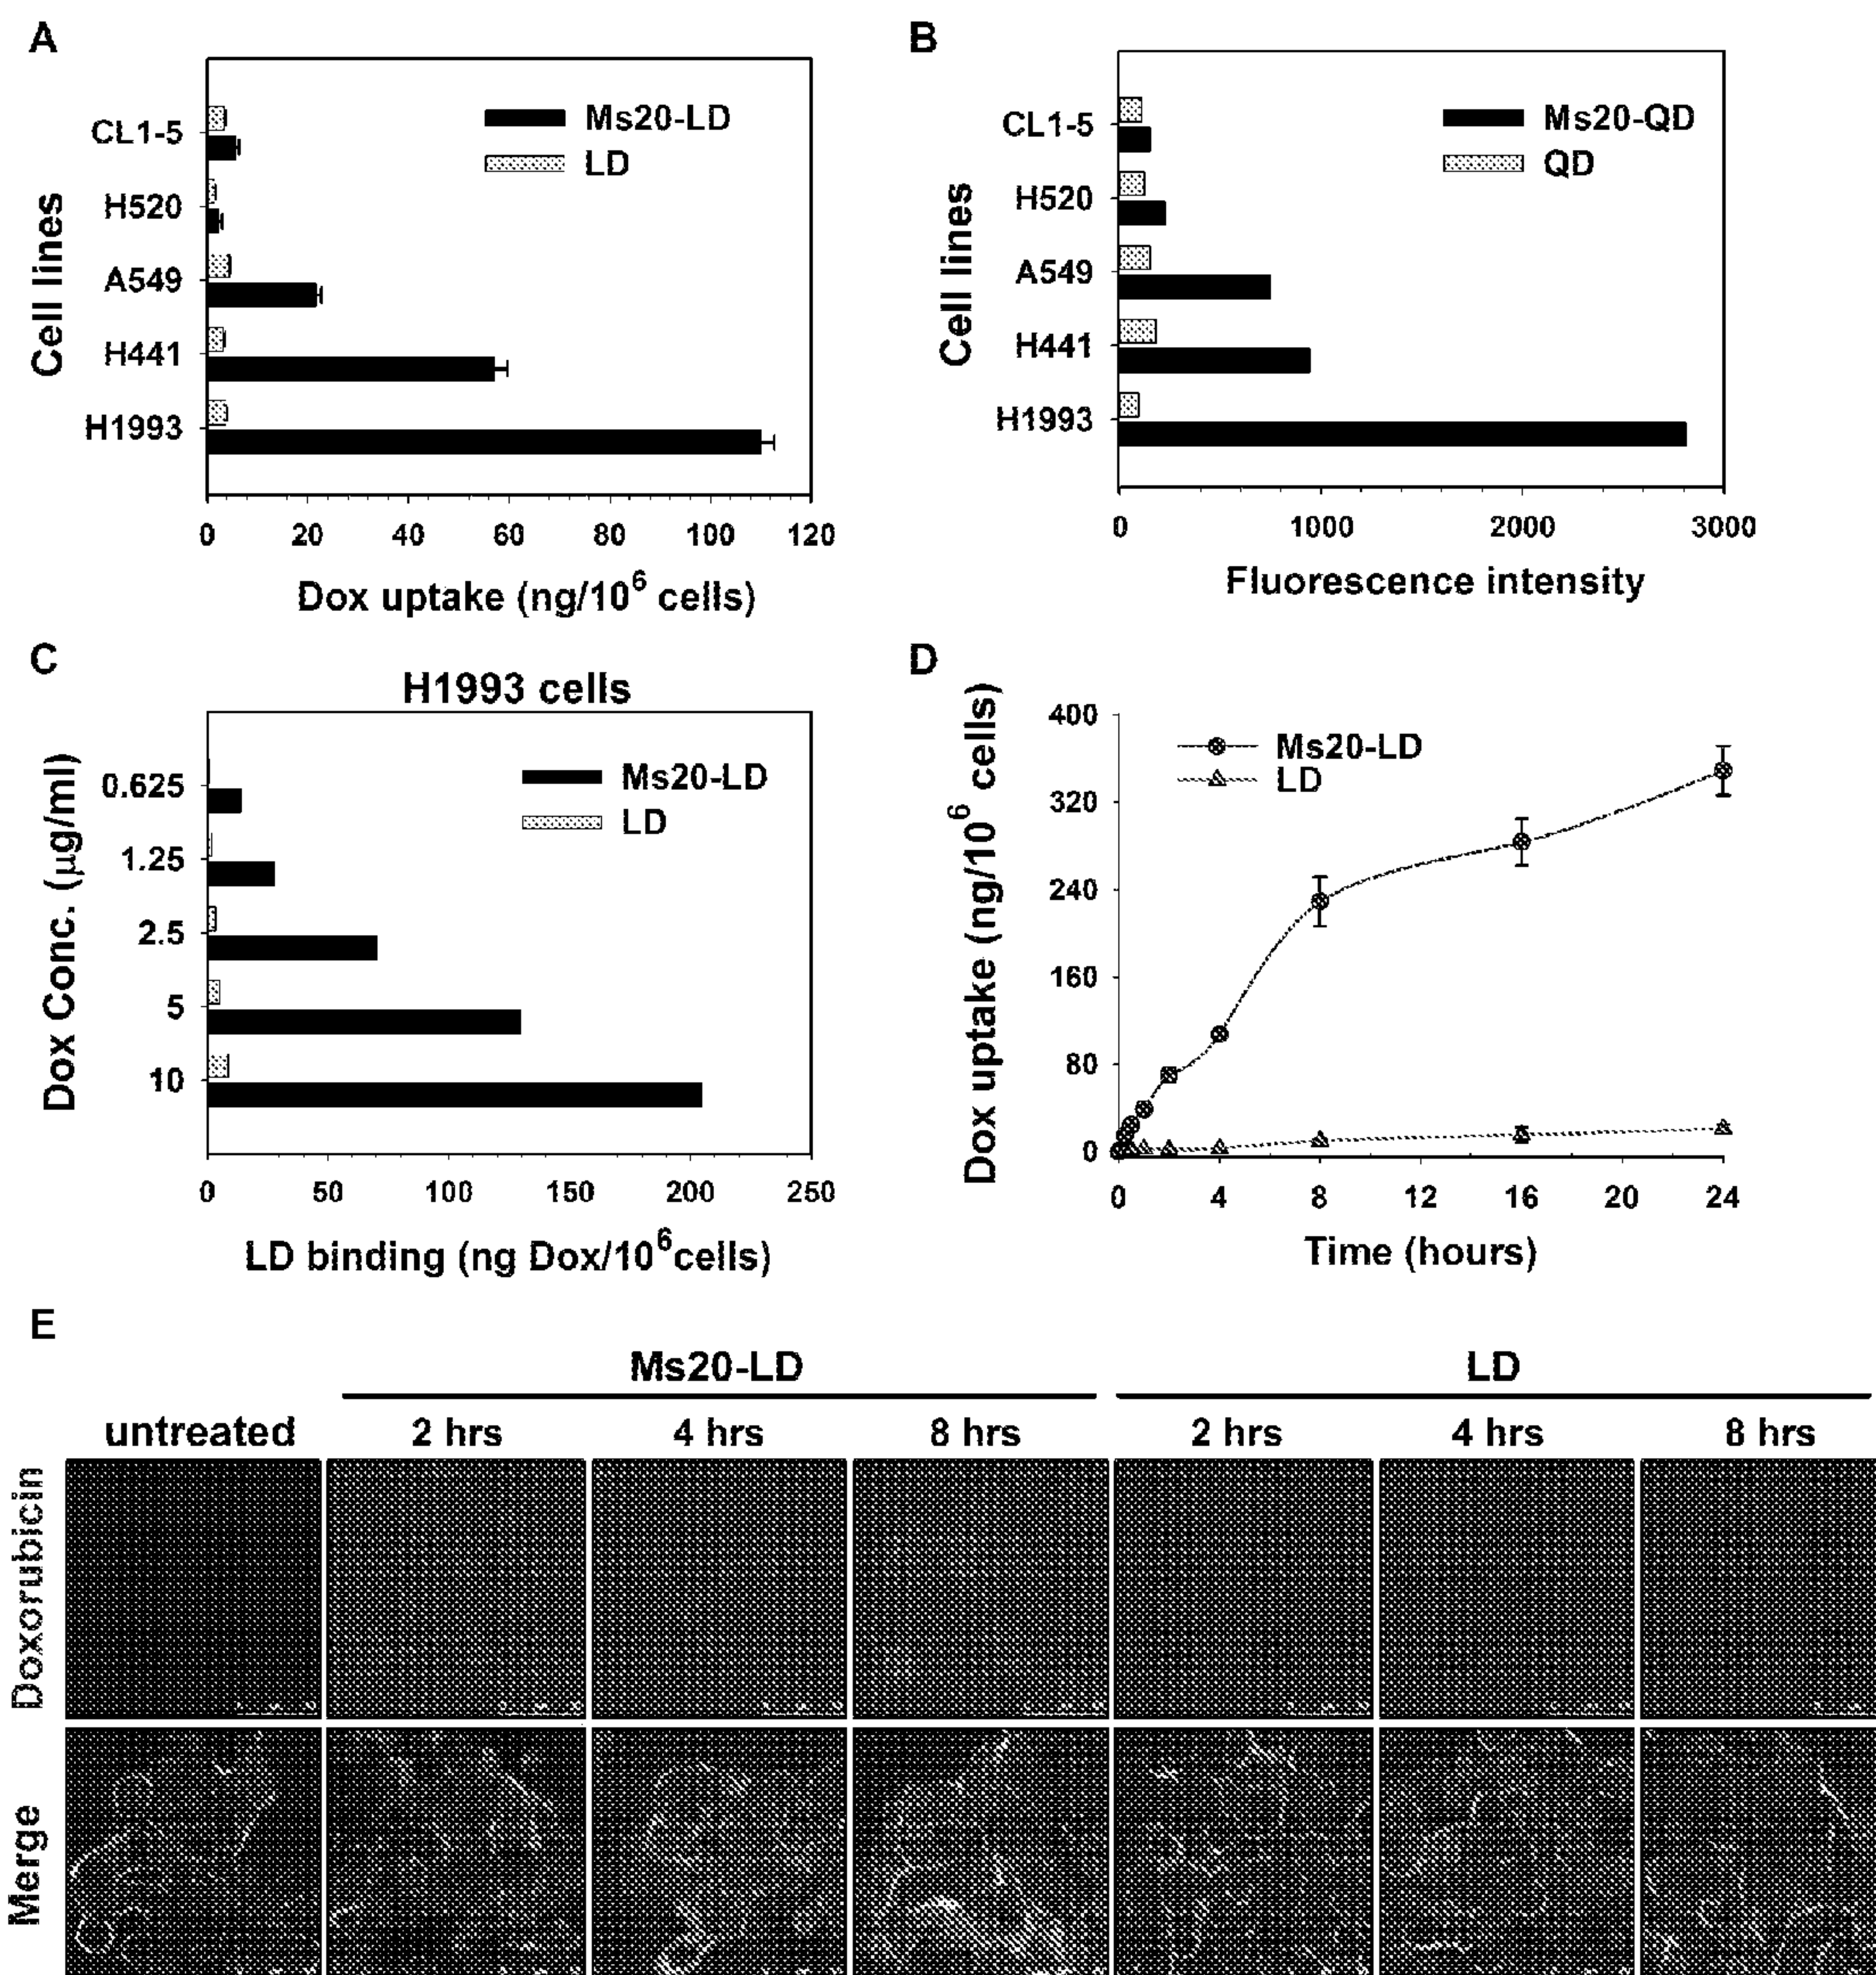 A
Cell lines
CL1-5
H520
A549
H441
H1993
Ms20-LD
LD
0 20 40 60 80 100 120
Dox uptake (ng/10⁶ cells)
B
Cell lines
CL1-5
H520
A549
H441
H1993
Ms20-QD
QD
0 1000 2000 3000
Fluorescence intensity
C
H1993 cells
Dox Conc. (μg/ml)
0.625
1.25
2.5
5
10
Ms20-LD
LD
0 50 100 150 200 250
LD binding (ng Dox/10⁶cells)
D
Dox uptake (ng/10⁶ cells)
400
320
240
160
80
0
Ms20-LD
LD
0 4 8 12 16 20 24
Time (hours)
E
Ms20-LD LD
untreated 2 hrs 4 hrs 8 hrs 2 hrs 4 hrs 8 hrs
Doxorubicin
Merge